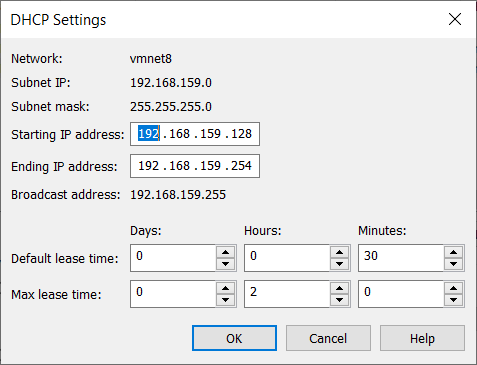 DHCP Settings
Network: vmnet8
Subnet IP: 192.168.159.0
Subnet mask: 255.255.255.0
Starting IP address: 192 . 168 . 159 . 128
Ending IP address: 192 . 168 . 159 . 254
Broadcast address: 192.168.159.255
Days: Hours: Minutes:
Default lease time: 0 0 30
Max lease time: 0 2 0
OK Cancel Help